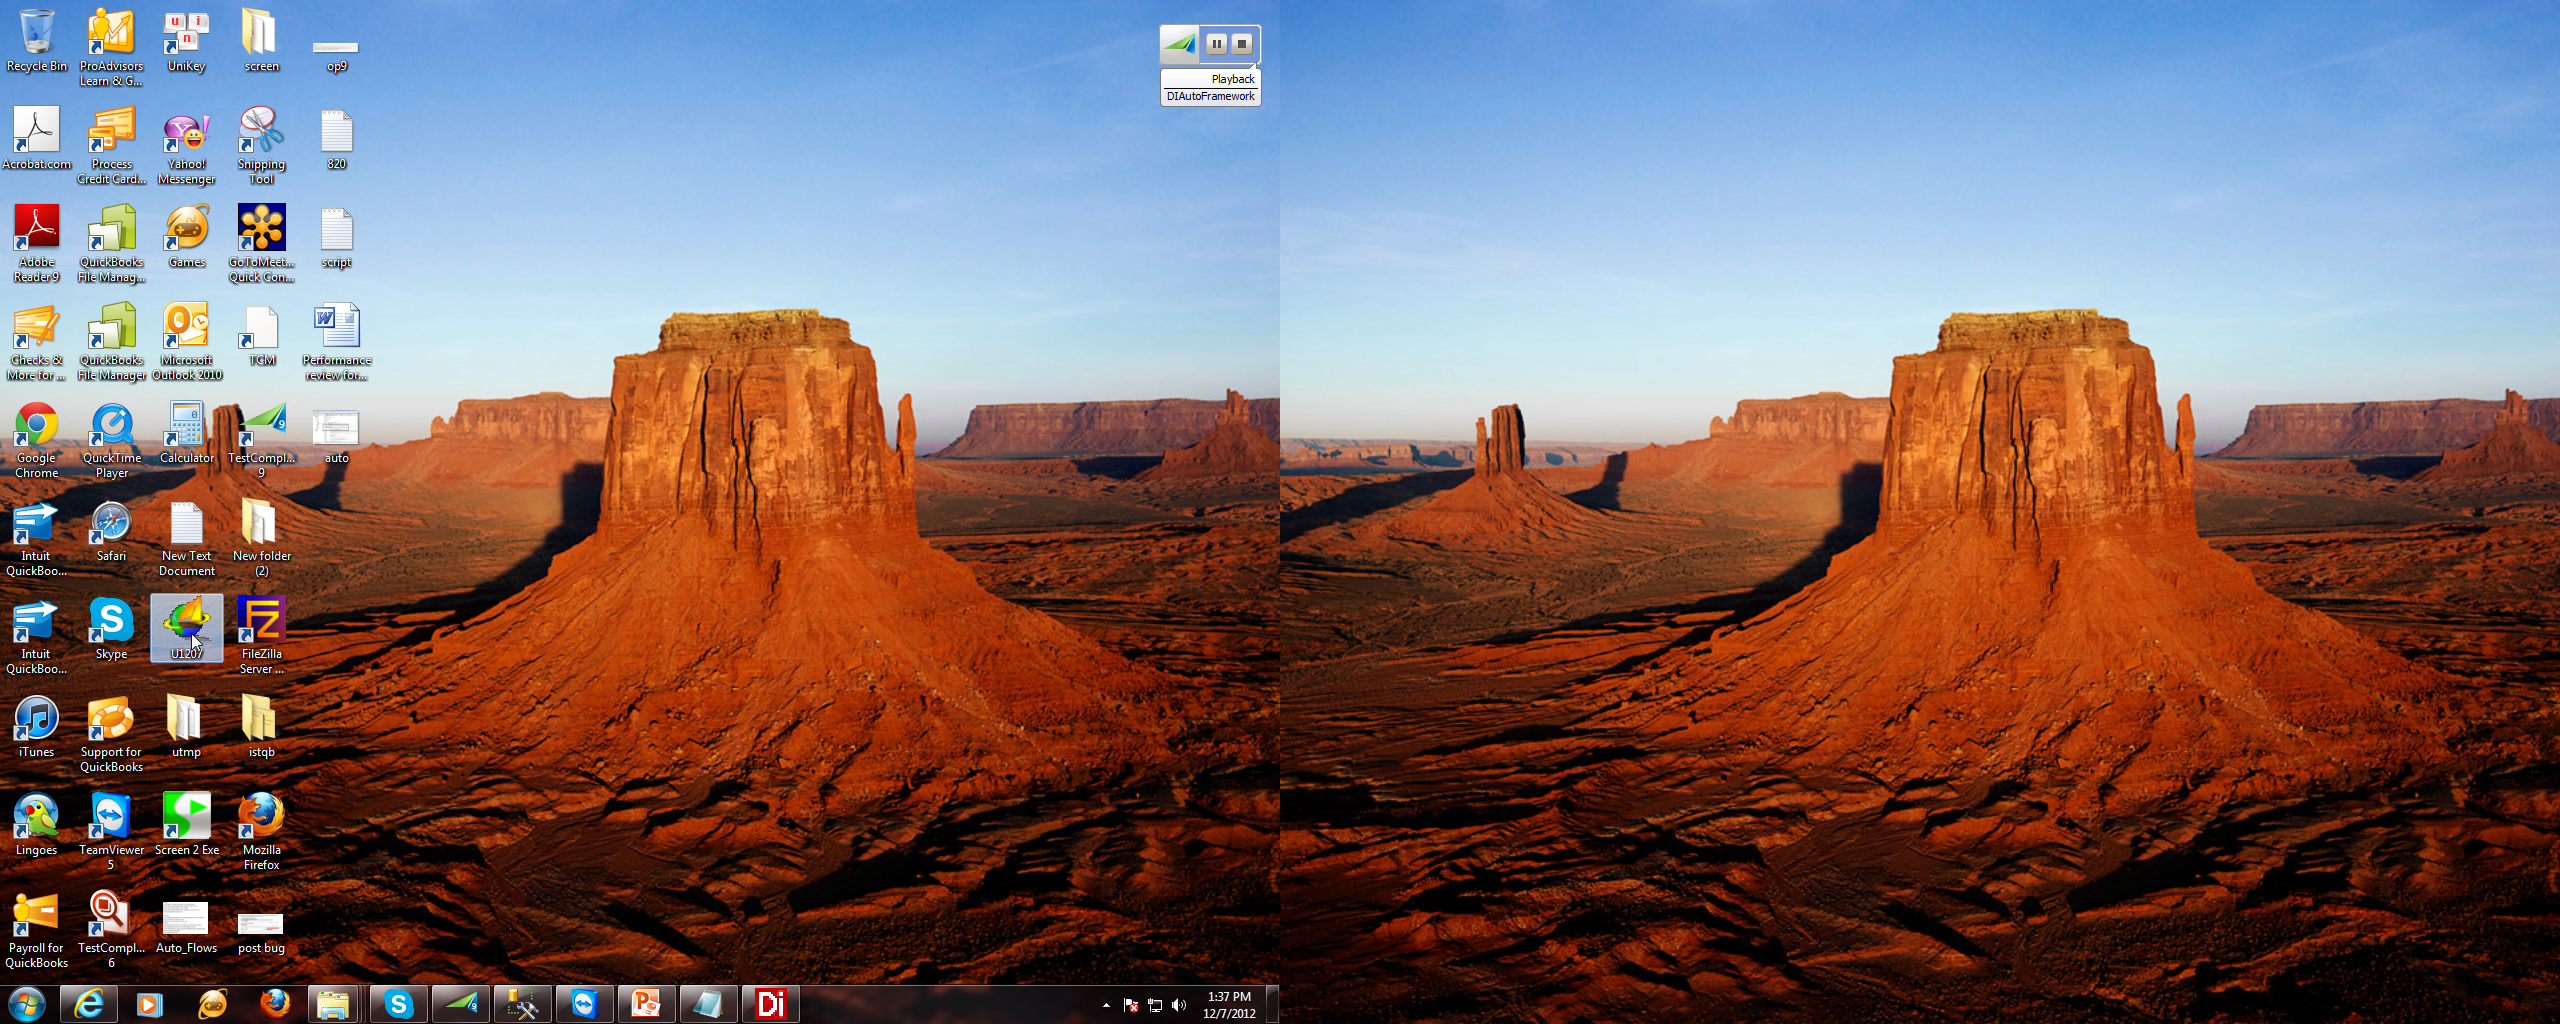 Recycle Bin
ProAdvisors
Learn & G...
UniKey
screen
op9
Acrobat.com
Process
Credit Card...
Yahoo!
Messenger
Snipping
Tool
820
Adobe
Reader 9
QuickBooks
File Manag...
Games
GoToMeet...
Quick Con...
script
Checks &
More for ...
QuickBooks
File Manager
Microsoft
Outlook 2010
TCM
Performance
review for...
Google
Chrome
QuickTime
Player
Calculator
TestCompl...
9
auto
Intuit
QuickBoo...
Safari
New Text
Document
New folder
(2)
Intuit
QuickBoo...
Skype
U1207
FileZilla
Server ...
iTunes
Support for
QuickBooks
utmp
istqb
Lingoes
TeamViewer
5
Screen 2 Exe
Mozilla
Firefox
Payroll for
QuickBooks
TestCompl...
6
Auto_Flows
post bug
Playback
DIAutoFramework
Di
1:37 PM
12/7/2012